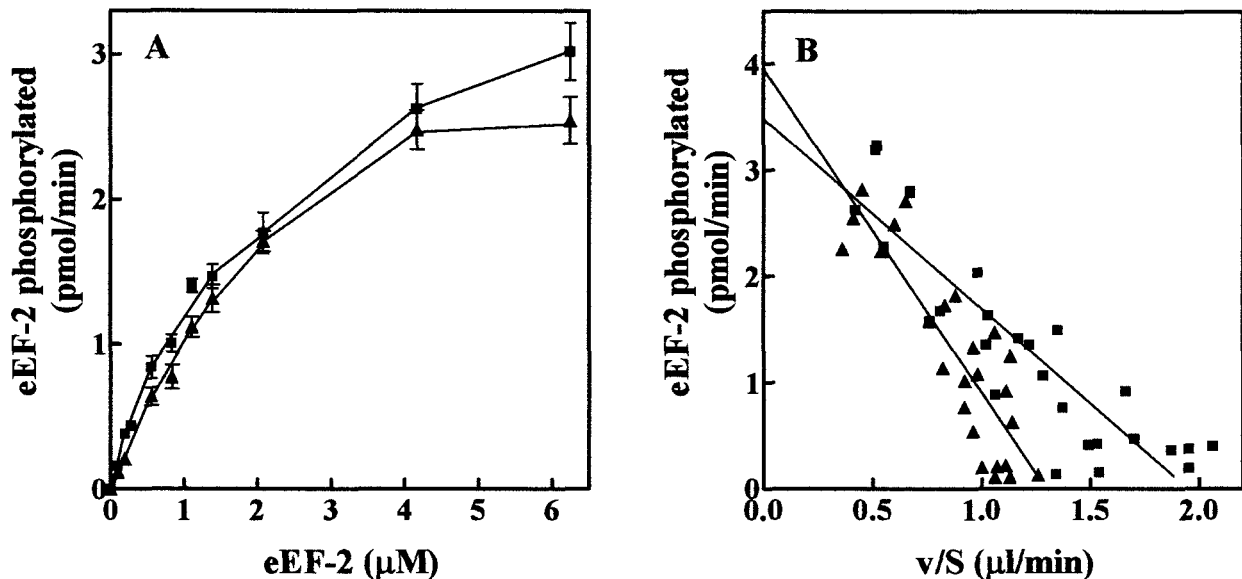 A
eEF-2 phosphorylated
(pmol/min)
3
2
1
0
0 1 2 3 4 5 6
eEF-2 (μM)
B
eEF-2 phosphorylated
(pmol/min)
4
3
2
1
0
0.0 0.5 1.0 1.5 2.0
v/S (μl/min)